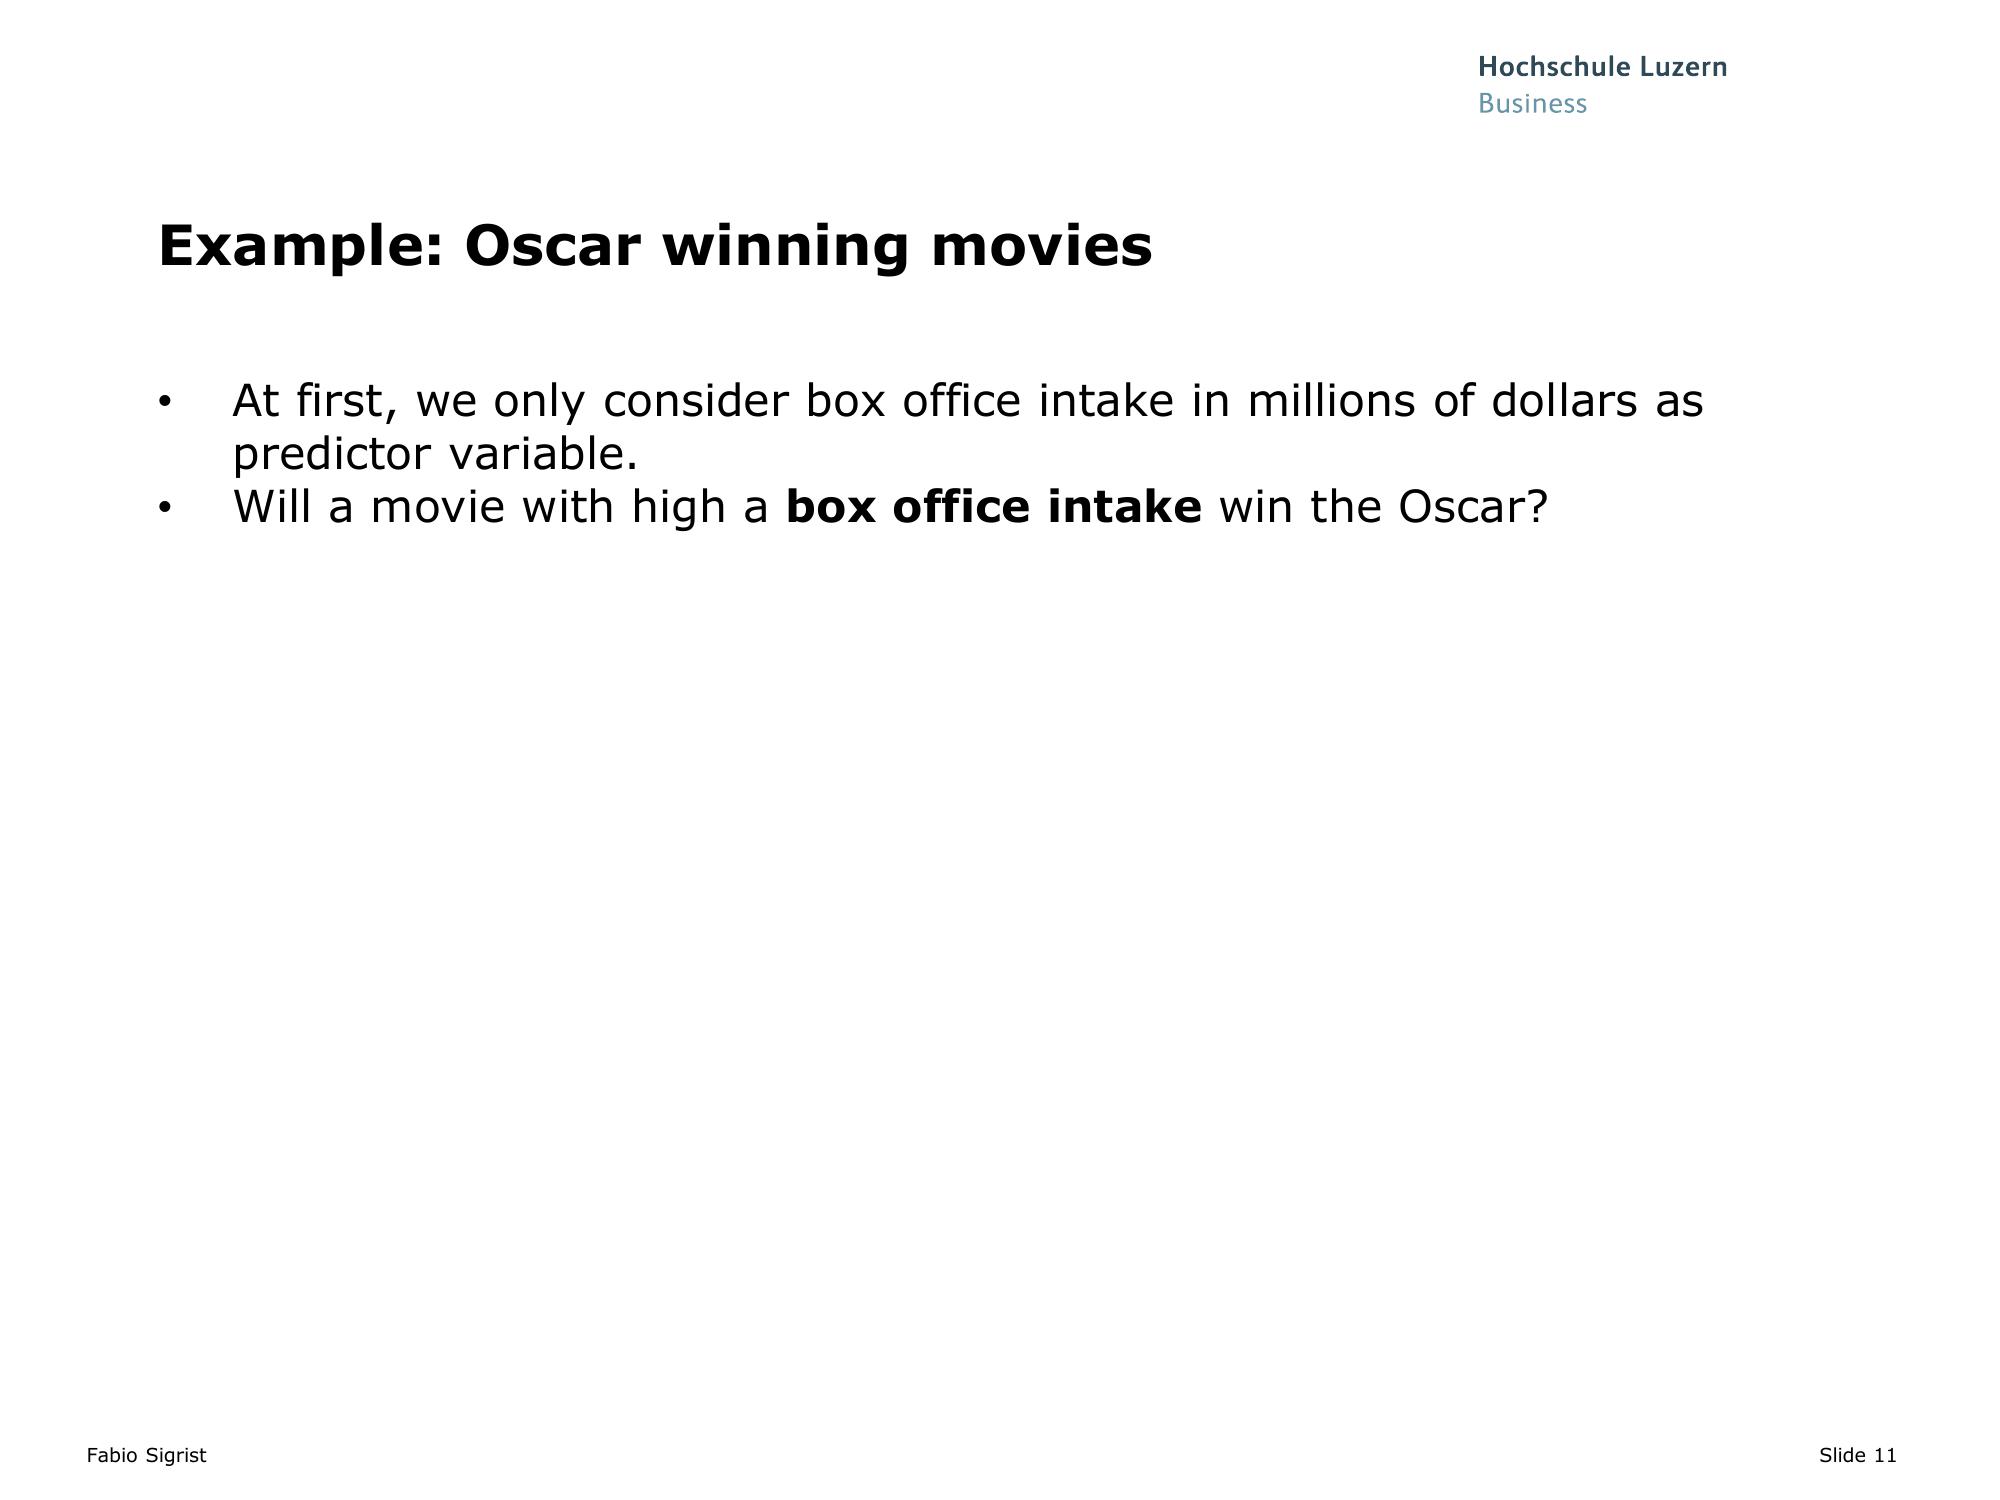 Hochschule Luzern
Business
Example: Oscar winning movies
• At first, we only consider box office intake in millions of dollars as
predictor variable.
• Will a movie with high a box office intake win the Oscar?
Fabio Sigrist
Slide 11